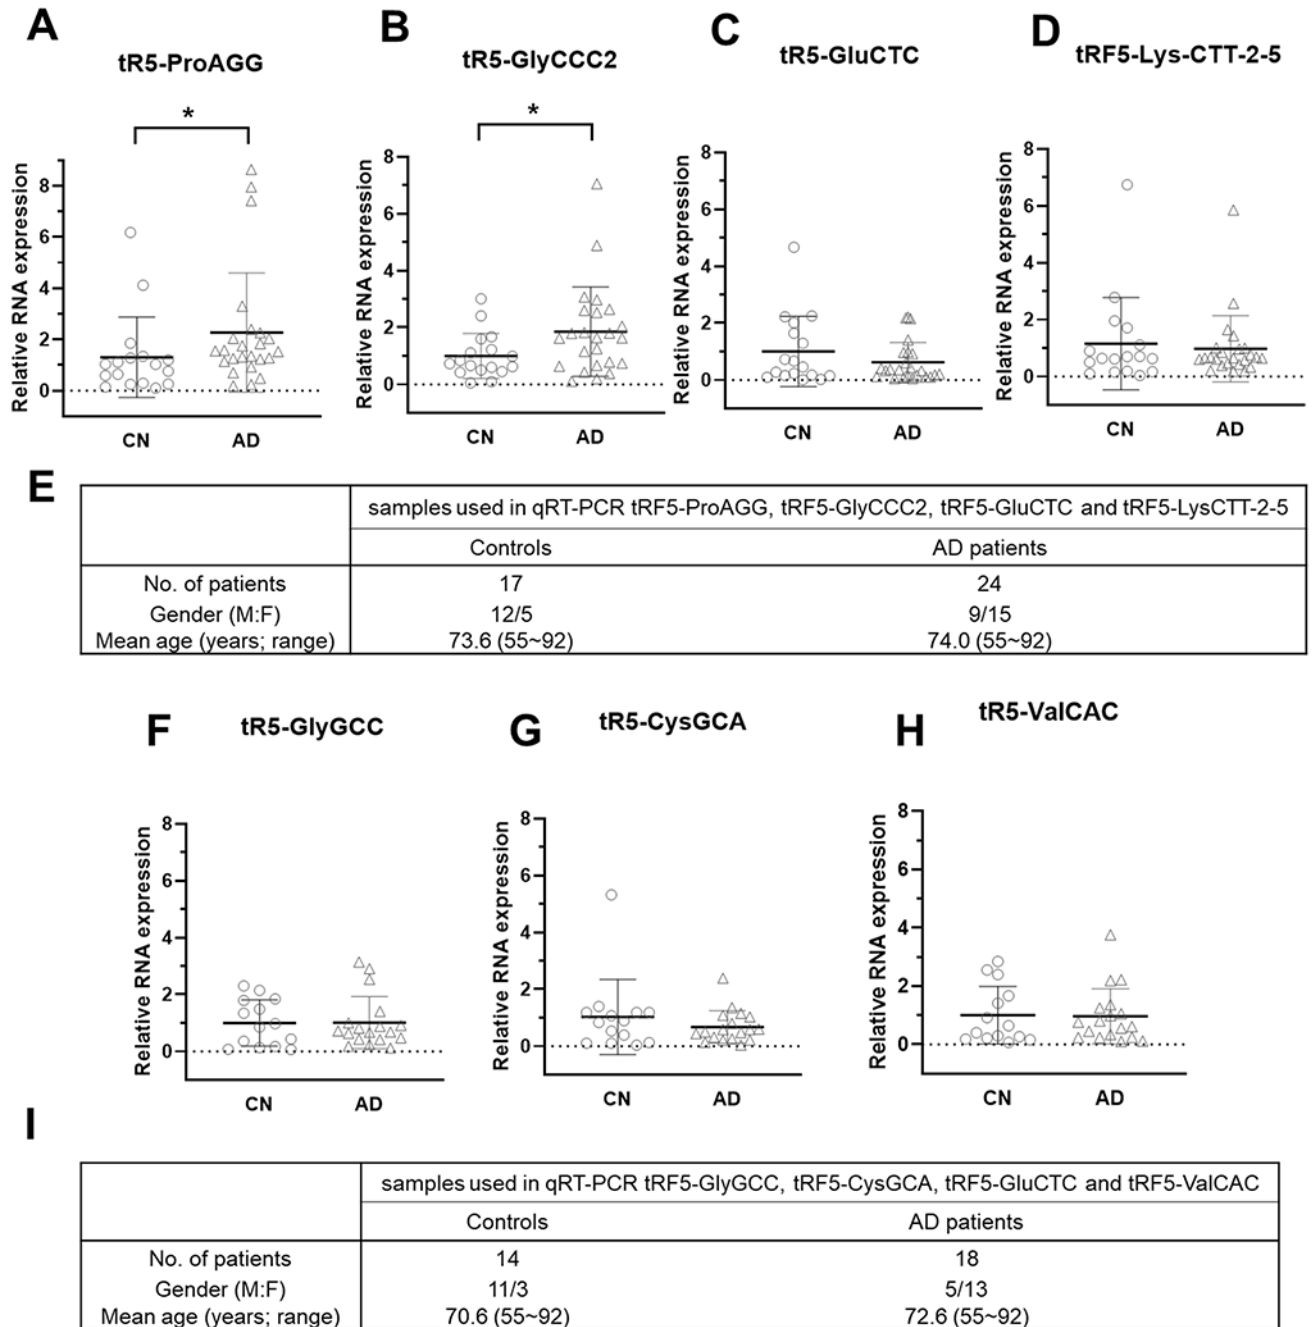 A
tR5-ProAGG
*
Relative RNA expression
8
6
4
2
0
CN AD
B
tR5-GlyCCC2
*
Relative RNA expression
8
6
4
2
0
CN AD
C
tR5-GluCTC
Relative RNA expression
8
6
4
2
0
CN AD
D
tRF5-Lys-CTT-2-5
Relative RNA expression
8
6
4
2
0
CN AD
E
samples used in qRT-PCR tRF5-ProAGG, tRF5-GlyCCC2, tRF5-GluCTC and tRF5-LysCTT-2-5
Controls AD patients
No. of patients 17 24
Gender (M:F) 12/5 9/15
Mean age (years; range) 73.6 (55~92) 74.0 (55~92)
F
tR5-GlyGCC
Relative RNA expression
8
6
4
2
0
CN AD
G
tR5-CysGCA
Relative RNA expression
8
6
4
2
0
CN AD
H
tR5-ValCAC
Relative RNA expression
8
6
4
2
0
CN AD
I
samples used in qRT-PCR tRF5-GlyGCC, tRF5-CysGCA, tRF5-GluCTC and tRF5-ValCAC
Controls AD patients
No. of patients 14 18
Gender (M:F) 11/3 5/13
Mean age (years; range) 70.6 (55~92) 72.6 (55~92)